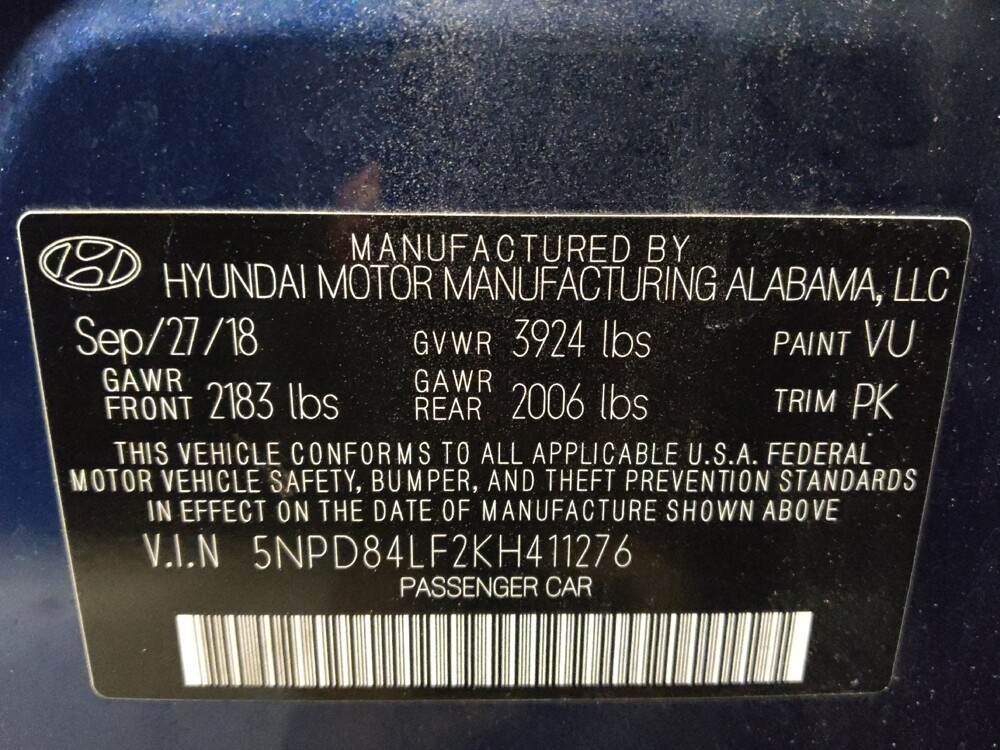 MANUFACTURED BY
HYUNDAI MOTOR MANUFACTURING ALABAMA, LLC
Sep/27/18 GVWR 3924 lbs PAINT VU
GAWR FRONT 2183 lbs GAWR REAR 2006 lbs TRIM PK
THIS VEHICLE CONFORMS TO ALL APPLICABLE U.S.A. FEDERAL
MOTOR VEHICLE SAFETY, BUMPER, AND THEFT PREVENTION STANDARDS
IN EFFECT ON THE DATE OF MANUFACTURE SHOWN ABOVE
V.I.N 5NPD84LF2KH411276
PASSENGER CAR